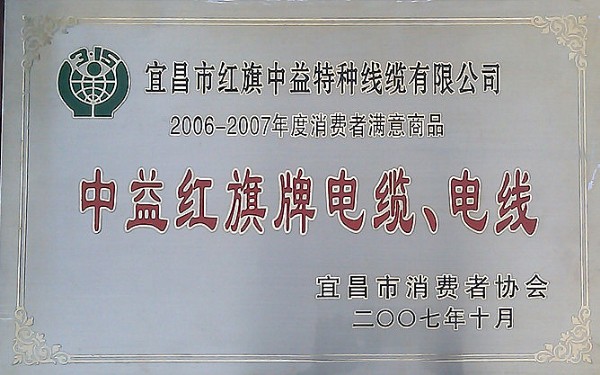 3·15
宜昌市红旗中益特种线缆有限公司
2006-2007年度消费者满意商品
中益红旗牌电缆、电线
宜昌市消费者协会
二〇〇七年十月